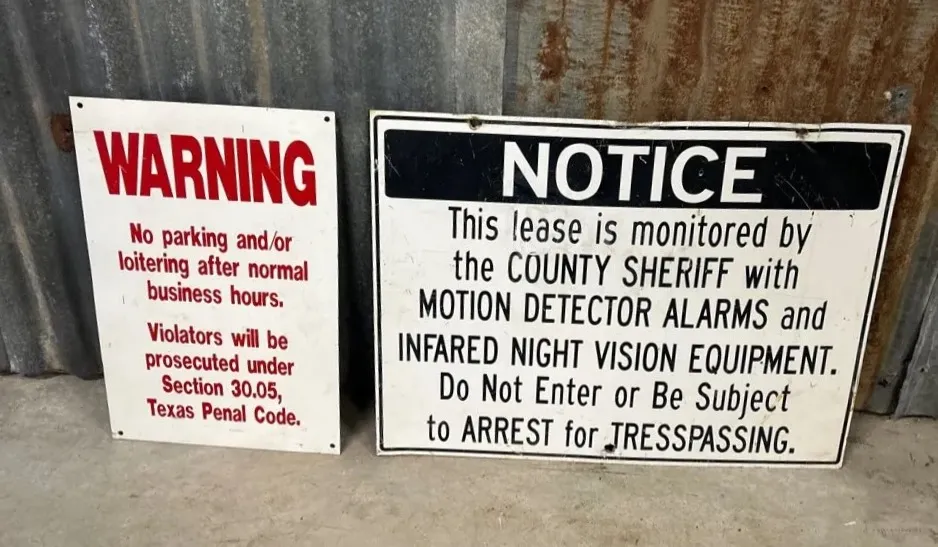 WARNING
No parking and/or
loitering after normal
business hours.
Violators will be
prosecuted under
Section 30.05,
Texas Penal Code.
NOTICE
This lease is monitored by
the COUNTY SHERIFF with
MOTION DETECTOR ALARMS and
INFARED NIGHT VISION EQUIPMENT.
Do Not Enter or Be Subject
to ARREST for TRESSPASSING.